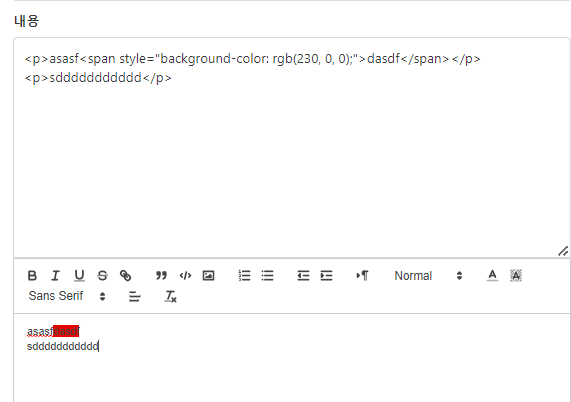 내용
<p>asasf<span style="background-color: rgb(230, 0, 0);">dasdf</span></p>
<p>sddddddddddd</p>
Normal
Sans Serif
asasfdasdf
sddddddddddd